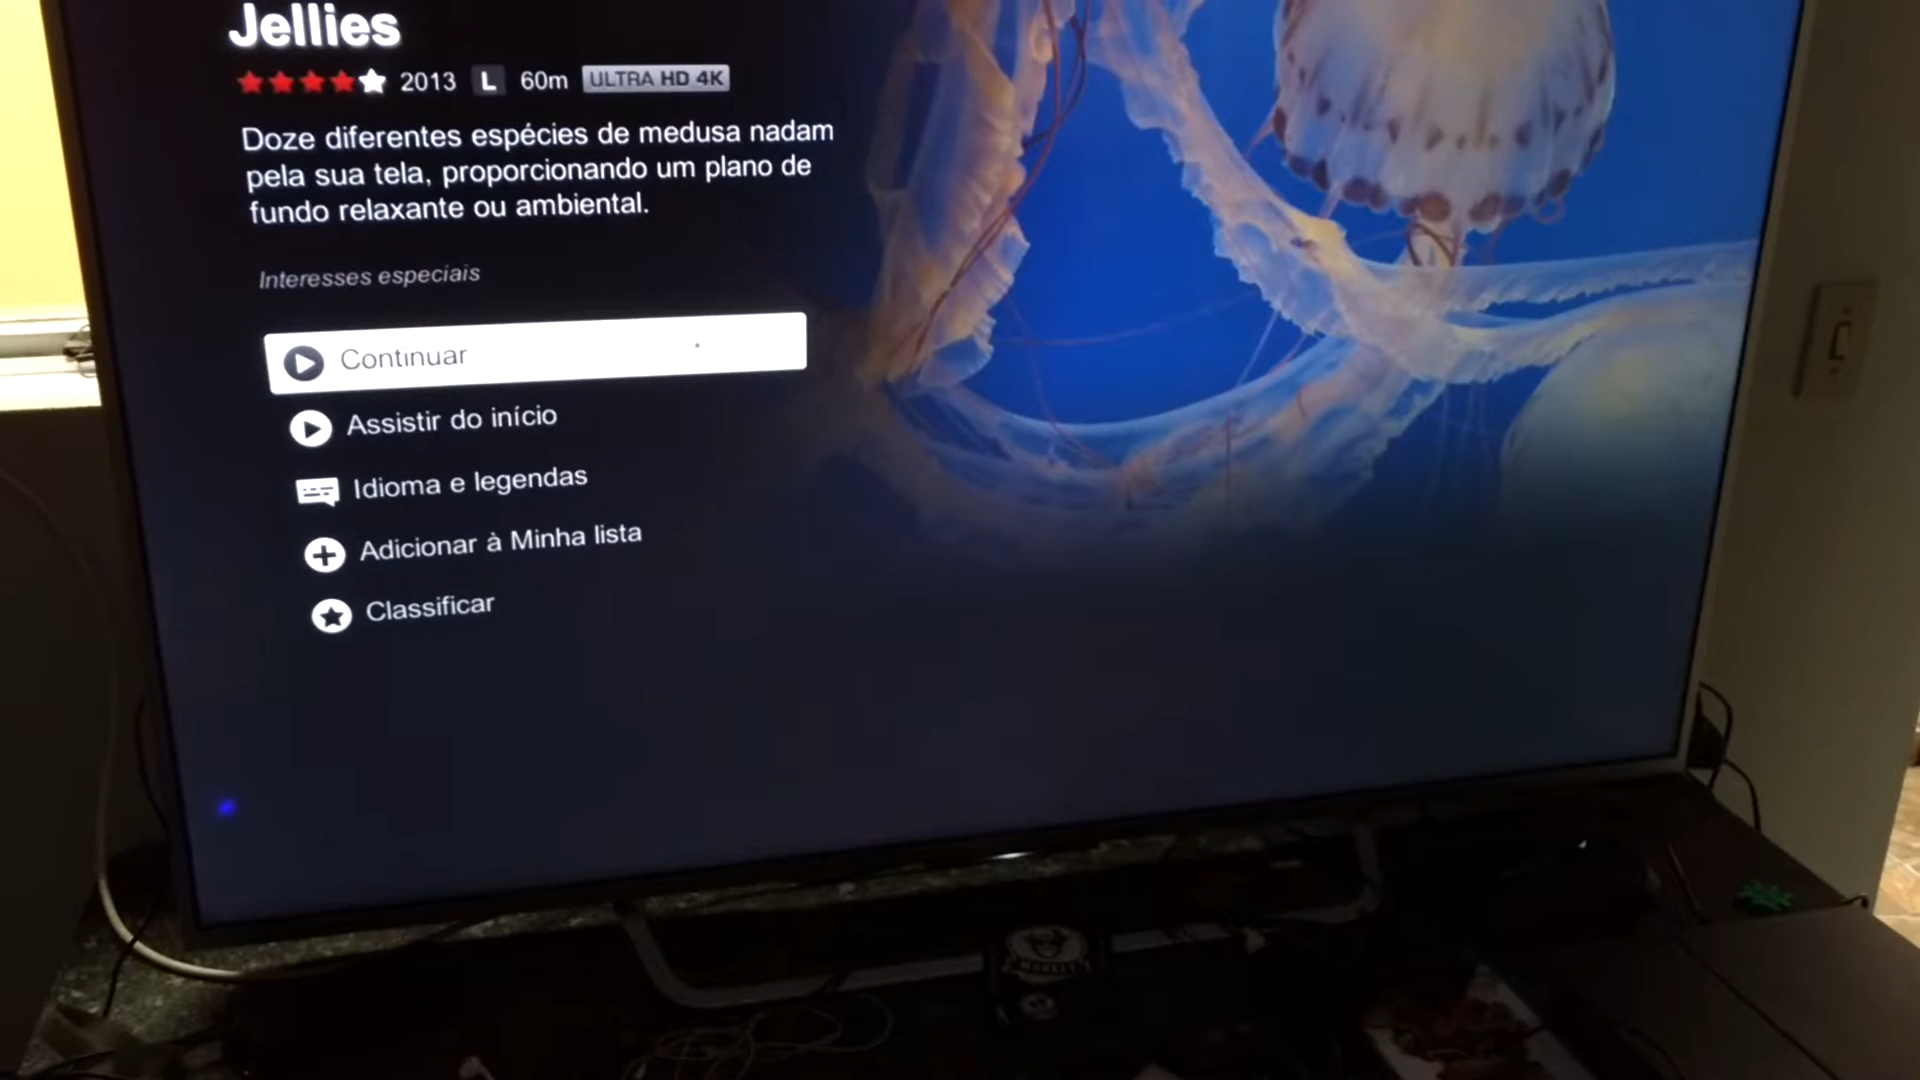 Jellies
2013 L 60m ULTRA HD 4K
Doze diferentes espécies de medusa nadam
pela sua tela, proporcionando um plano de
fundo relaxante ou ambiental.
Interesses especiais
Continuar
Assistir do início
Idioma e legendas
Adicionar à Minha lista
Classificar